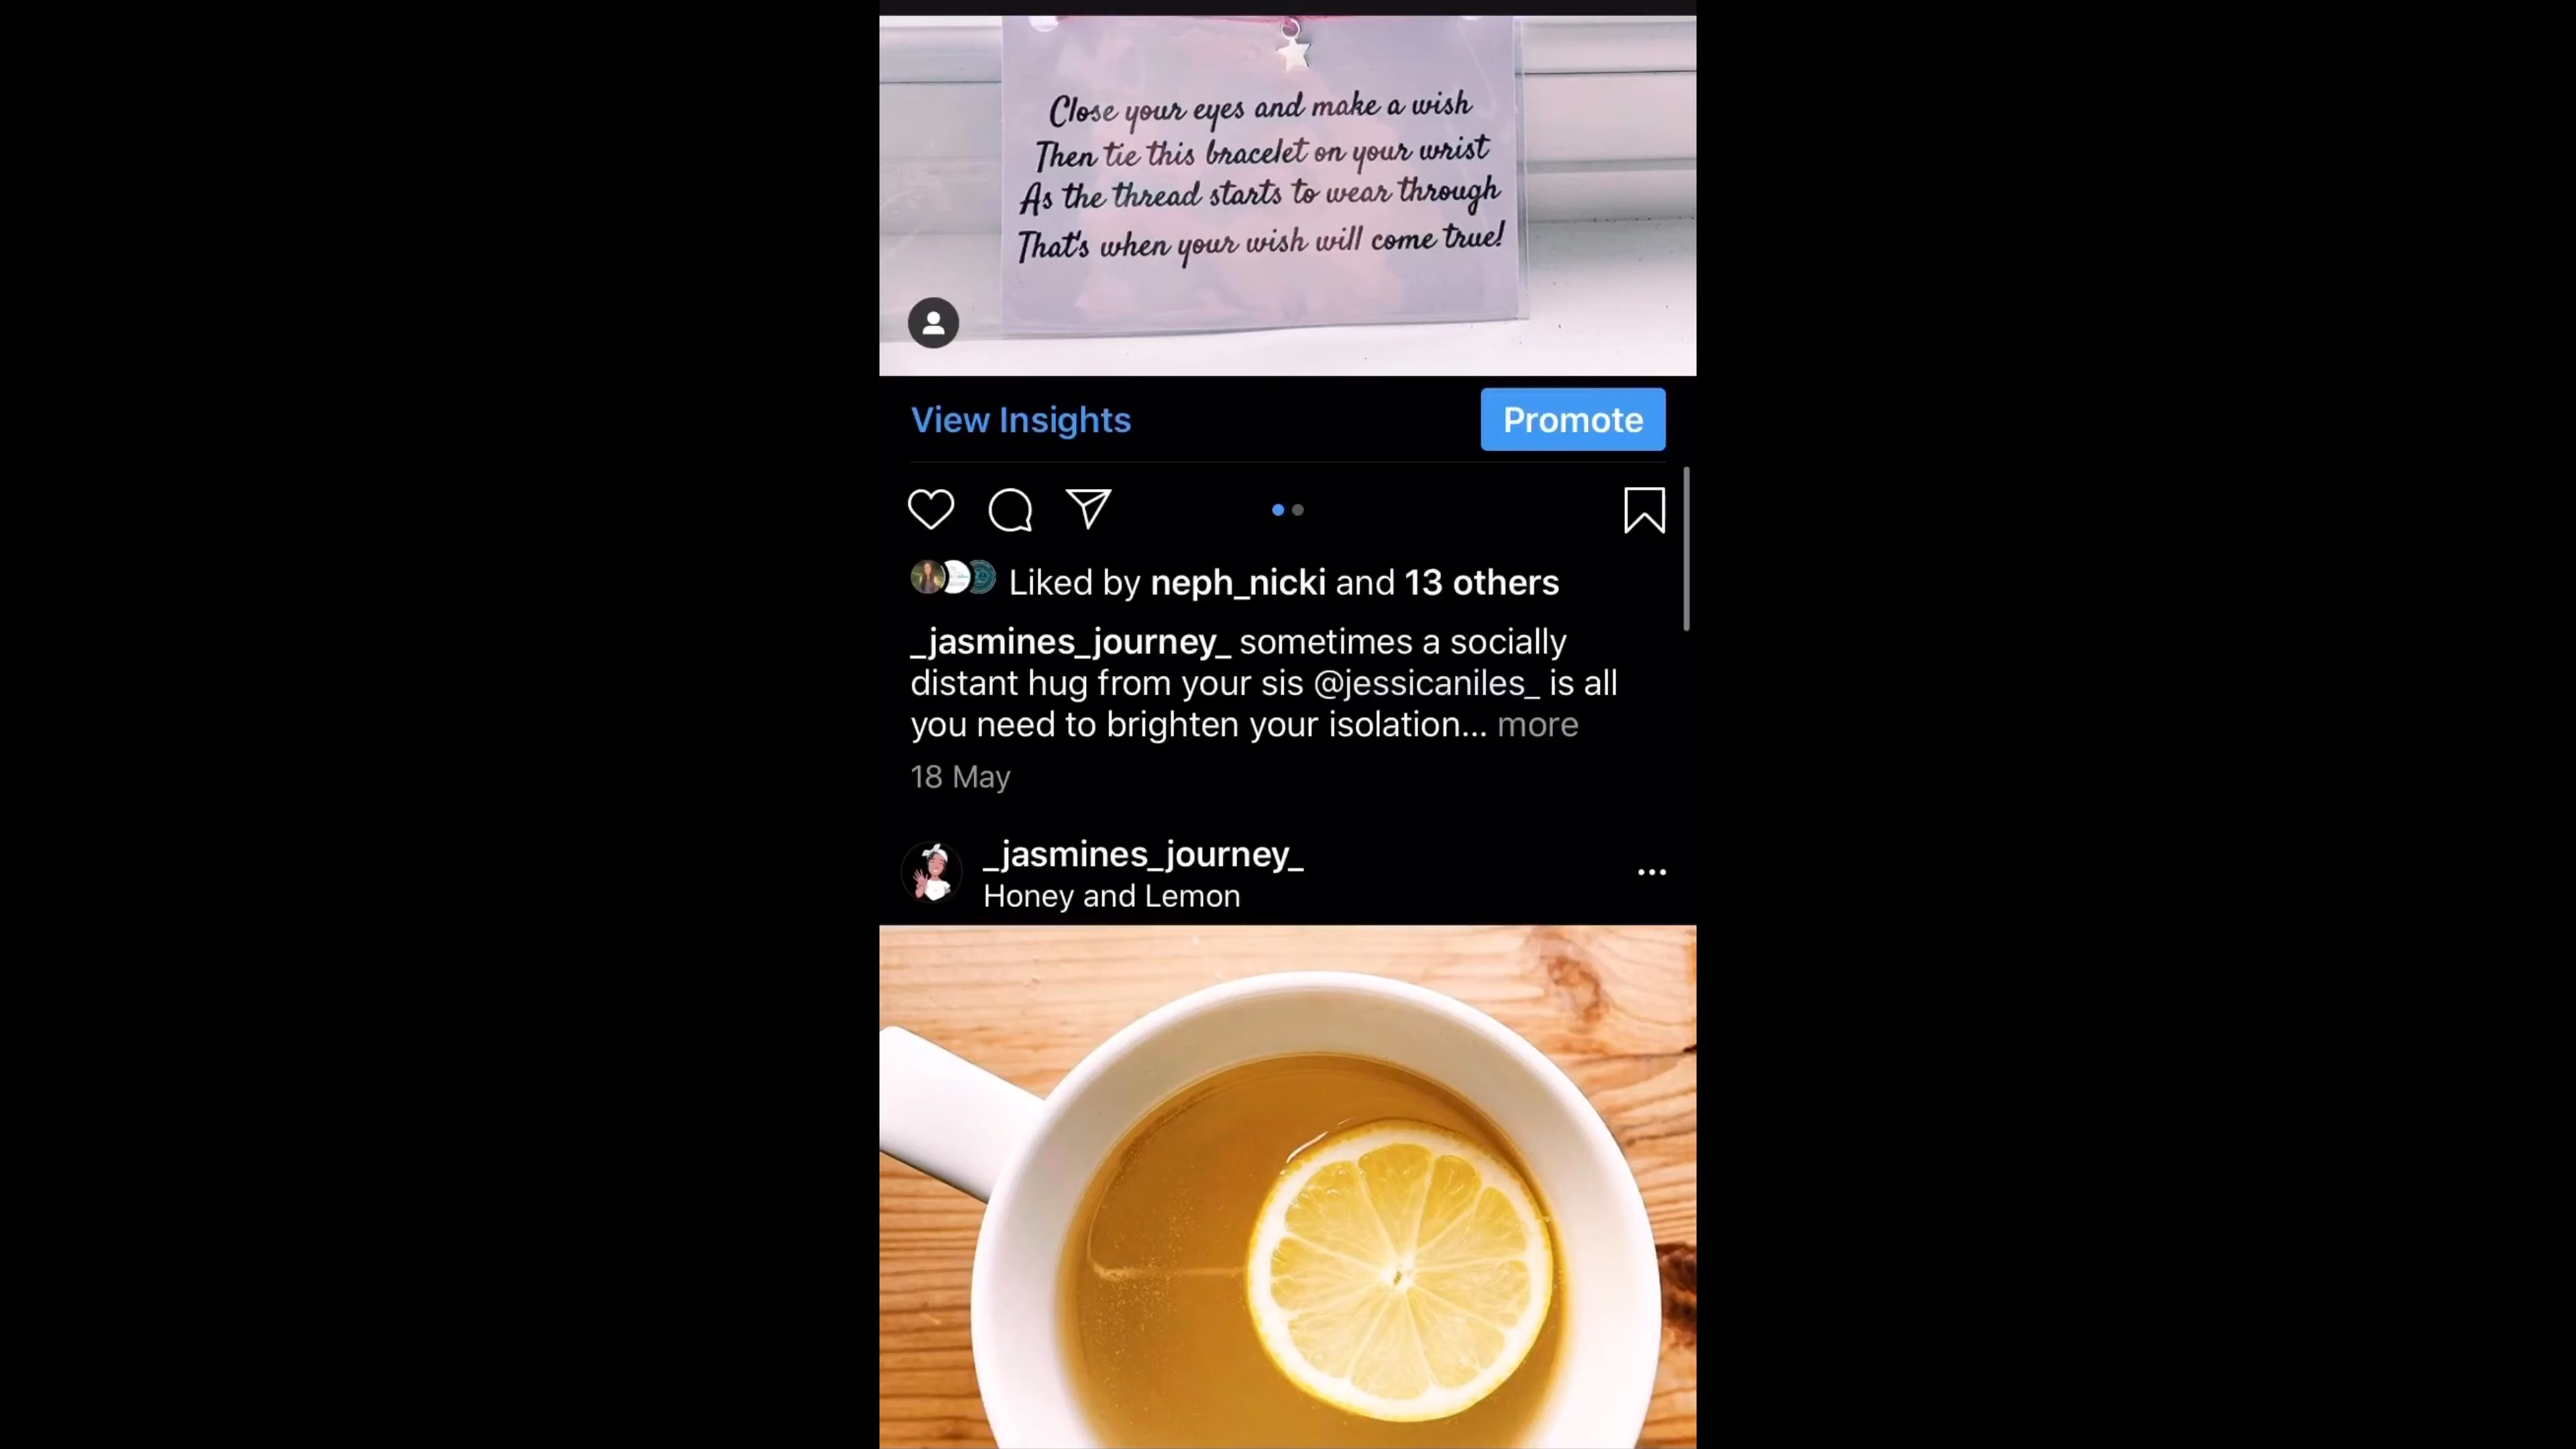 Close your eyes and make a wish
Then tie this bracelet on your wrist
As the thread starts to wear through
That's when your wish will come true!
View Insights
Promote
Liked by neph_nicki and 13 others
_jasmines_journey_ sometimes a socially
distant hug from your sis @jessicaniles_ is all
you need to brighten your isolation... more
18 May
_jasmines_journey_
Honey and Lemon